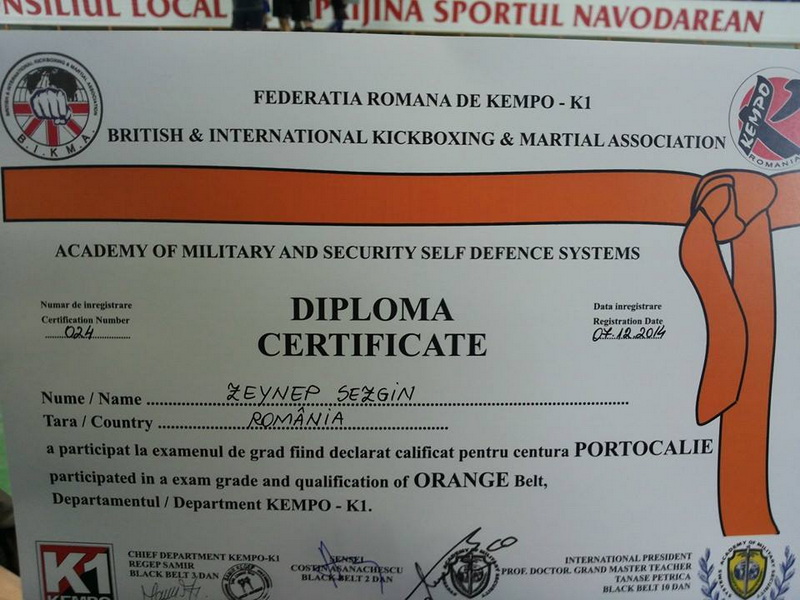 NSILIUL LOCAL
SPRIJINA SPORTUL NAVODAREAN
B.I.K.M.A
FEDERATIA ROMANA DE KEMPO - K1
KEMPO
ROMANIA
BRITISH & INTERNATIONAL KICKBOXING & MARTIAL ASSOCIATION
ACADEMY OF MILITARY AND SECURITY SELF DEFENCE SYSTEMS
Numar de inregistrare
Certification Number
024
DIPLOMA
CERTIFICATE
Data inregistrare
Registration Date
07.12.2014
Nume / Name ZEYNEP SEZGIN
Tara / Country ROMÂNIA
a participat la examenul de grad fiind declarat calificat pentru centura PORTOCALIE
participated in a exam grade and qualification of ORANGE Belt,
Departamentul / Department KEMPO - K1.
K1
KEMPO
CHIEF DEPARTMENT KEMPO-K1
REGEP SAMIR
BLACK BELT 3 DAN
SENSEI
COSTIN ASANACHESCU
BLACK BELT 2 DAN
INTERNATIONAL PRESIDENT
PROF. DOCTOR. GRAND MASTER TEACHER
TANASE PETRICA
BLACK BELT 10 DAN